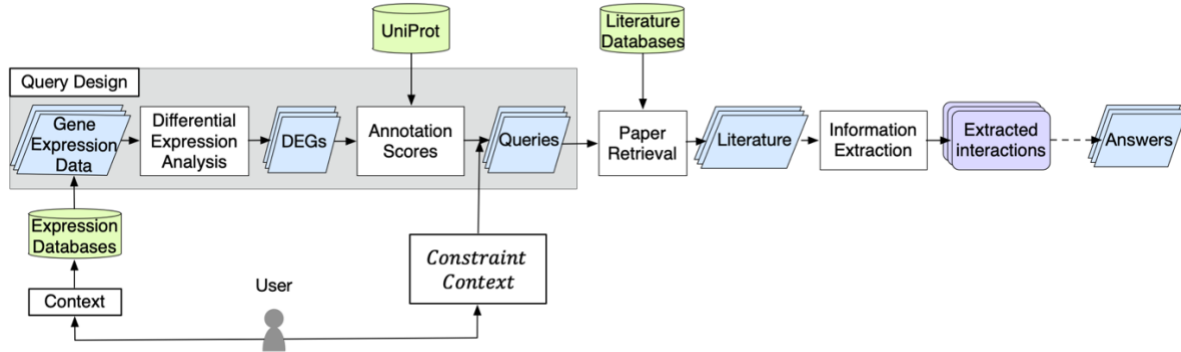 UniProt
Literature
Databases
Query Design
Gene
Expression
Data
Differential
Expression
Analysis
DEGs
Annotation
Scores
Queries
Paper
Retrieval
Literature
Information
Extraction
Extracted
interactions
Answers
Expression
Databases
Context
User
Constraint
Context